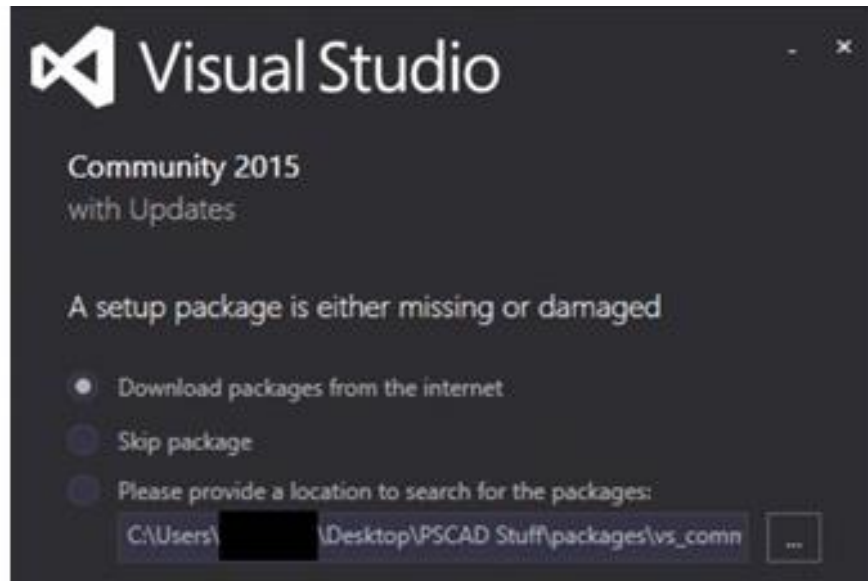 Visual Studio
Community 2015
with Updates
A setup package is either missing or damaged
Download packages from the internet
Skip package
Please provide a location to search for the packages:
C:\Users\ \Desktop\PSCAD Stuff\packages\vs_comn
...